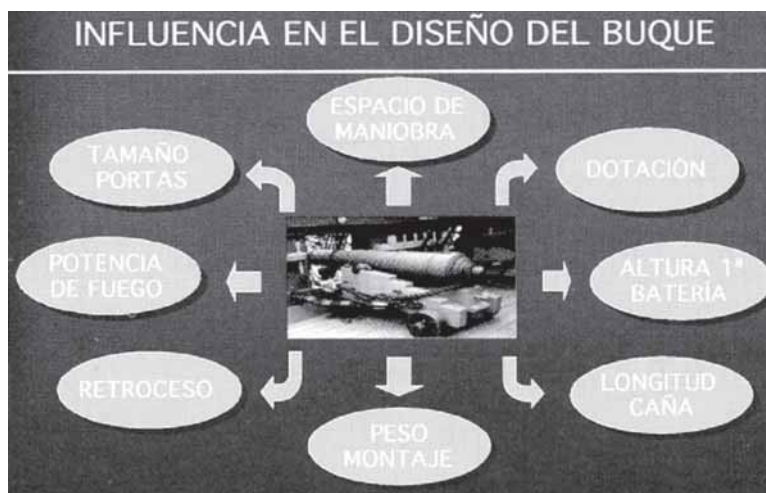 INFLUENCIA EN EL DISEÑO DEL BUQUE
ESPACIO DE
MANIOBRA
TAMAÑO
PORTAS
DOTACIÓN
POTENCIA
DE FUEGO
ALTURA 1ª
BATERÍA
RETROCESO
LONGITUD
CAÑA
PESO
MONTAJE